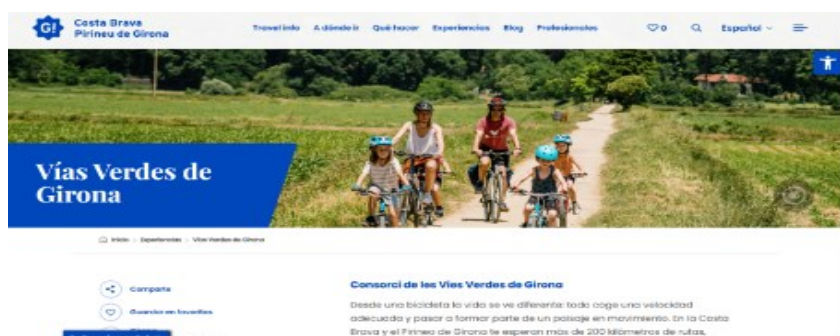 G!
Costa Brava
Pirineu de Girona
Travel info A dónde ir Qué hacer Experiencias Blog Profesionales
0
Español
Vías Verdes de
Girona
Inicio > Experiencias > Vías Verdes de Girona
Comparte
Guardar en favoritos
Consorci de les Vies Verdes de Girona
Desde una bicicleta la vida se ve diferente: todo coge una velocidad
adecuada y pasar a formar parte de un paisaje en movimiento. En la Costa
Brava y el Pirineo de Girona te esperan más de 200 kilómetros de rutas,